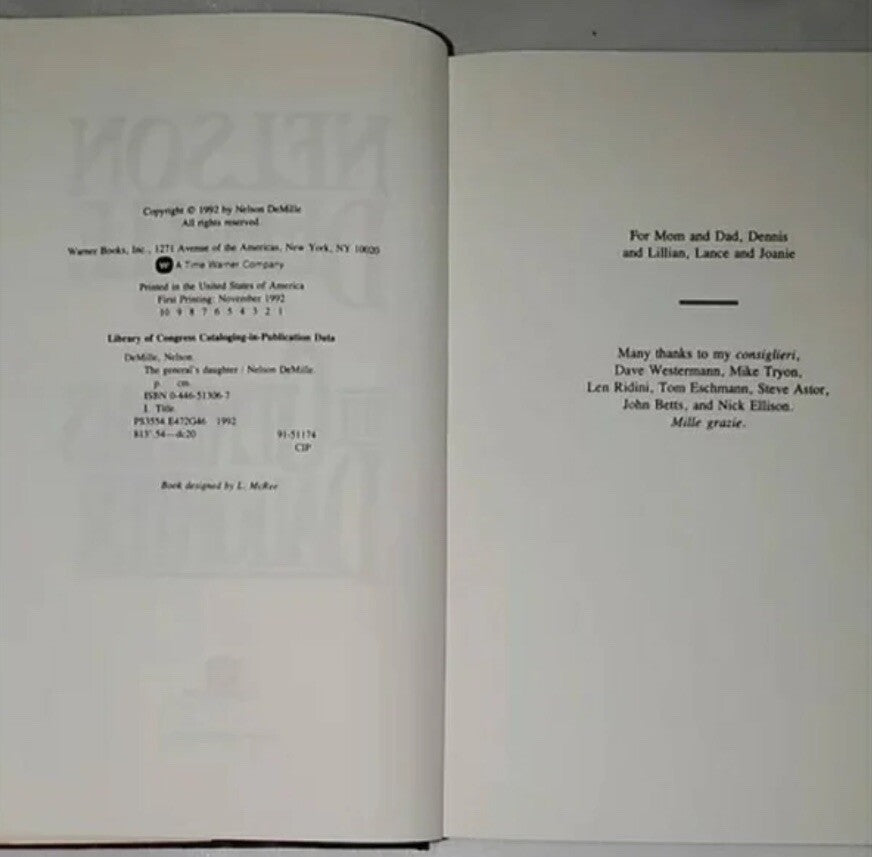 Copyright © 1992 by Nelson DeMille
All rights reserved.
Warner Books, Inc., 1271 Avenue of the Americas, New York, NY 10020
W A Time Warner Company
Printed in the United States of America
First Printing: November 1992
10 9 8 7 6 5 4 3 2 1
Library of Congress Cataloging-in-Publication Data
DeMille, Nelson.
The general's daughter / Nelson DeMille.
p. cm.
ISBN 0-446-51306-7
I. Title.
PS3554.E472G46 1992
813'.54—dc20 91-51174
CIP
Book designed by L. McRee
For Mom and Dad, Dennis
and Lillian, Lance and Joanie
Many thanks to my consiglieri,
Dave Westermann, Mike Tryon,
Len Ridini, Tom Eschmann, Steve Astor,
John Betts, and Nick Ellison.
Mille grazie.